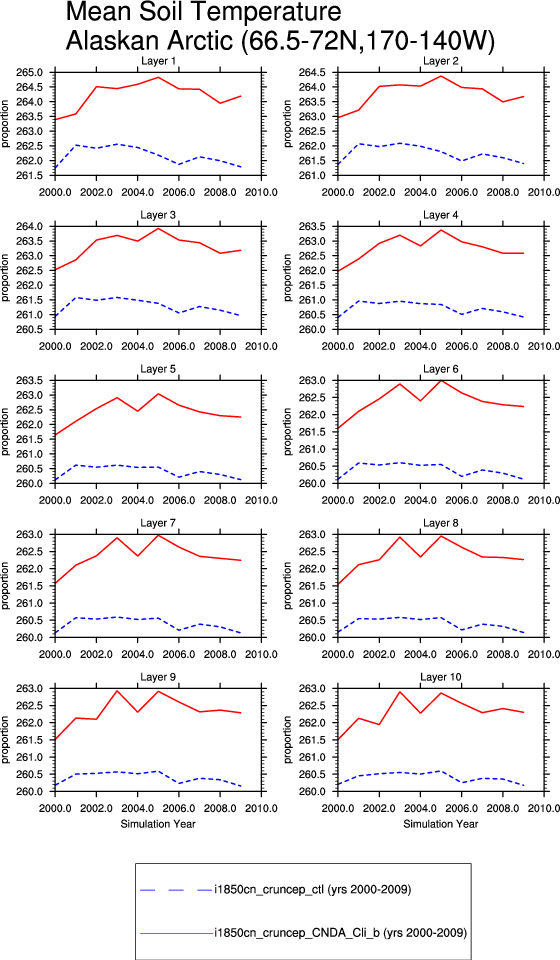 Mean Soil Temperature
Alaskan Arctic (66.5-72N,170-140W)
Layer 1
proportion
265.0
264.5
264.0
263.5
263.0
262.5
262.0
261.5
2000.0 2002.0 2004.0 2006.0 2008.0 2010.0
Layer 2
proportion
264.5
264.0
263.5
263.0
262.5
262.0
261.5
261.0
2000.0 2002.0 2004.0 2006.0 2008.0 2010.0
Layer 3
proportion
264.0
263.5
263.0
262.5
262.0
261.5
261.0
260.5
2000.0 2002.0 2004.0 2006.0 2008.0 2010.0
Layer 4
proportion
264.0
263.5
263.0
262.5
262.0
261.5
261.0
260.5
260.0
2000.0 2002.0 2004.0 2006.0 2008.0 2010.0
Layer 5
proportion
263.5
263.0
262.5
262.0
261.5
261.0
260.5
260.0
2000.0 2002.0 2004.0 2006.0 2008.0 2010.0
Layer 6
proportion
263.0
262.5
262.0
261.5
261.0
260.5
260.0
2000.0 2002.0 2004.0 2006.0 2008.0 2010.0
Layer 7
proportion
263.0
262.5
262.0
261.5
261.0
260.5
260.0
2000.0 2002.0 2004.0 2006.0 2008.0 2010.0
Layer 8
proportion
263.0
262.5
262.0
261.5
261.0
260.5
260.0
2000.0 2002.0 2004.0 2006.0 2008.0 2010.0
Layer 9
proportion
263.0
262.5
262.0
261.5
261.0
260.5
260.0
2000.0 2002.0 2004.0 2006.0 2008.0 2010.0
Simulation Year
Layer 10
proportion
263.0
262.5
262.0
261.5
261.0
260.5
260.0
2000.0 2002.0 2004.0 2006.0 2008.0 2010.0
Simulation Year
i1850cn_cruncep_ctl (yrs 2000-2009)
i1850cn_cruncep_CNDA_Cli_b (yrs 2000-2009)